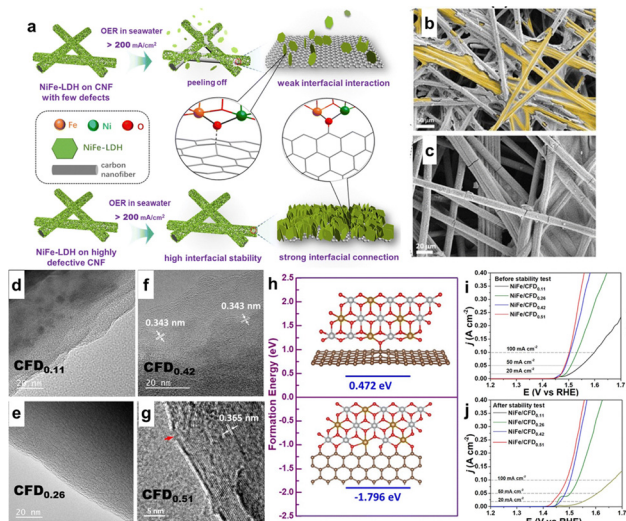 a
OER in seawater
> 200 mA/cm²
NiFe-LDH on CNF
with few defects
peeling off
weak interfacial interaction
Fe
Ni
O
NiFe-LDH
carbon
nanofiber
OER in seawater
> 200 mA/cm²
NiFe-LDH on highly
defective CNF
high interfacial stability
strong interfacial connection
b
c
20 μm
d
CFD0.11
20 nm
f
0.343 nm
0.343 nm
CFD0.42
20 nm
e
CFD0.26
20 nm
g
0.365 nm
CFD0.51
5 nm
h
Formation Energy (eV)
2.5
2.0
1.5
1.0
0.5
0.0
-0.5
-1.0
-1.5
-2.0
-2.5
0.472 eV
-1.796 eV
i
Before stability test
NiFe/CFD0.11
NiFe/CFD0.26
NiFe/CFD0.42
NiFe/CFD0.51
100 mA cm⁻²
50 mA cm⁻²
20 mA cm⁻²
j (A cm⁻²)
0.40
0.35
0.30
0.25
0.20
0.15
0.10
0.05
0.00
1.2 1.3 1.4 1.5 1.6 1.7
E (V vs RHE)
j
After stability test
NiFe/CFD0.11
NiFe/CFD0.26
NiFe/CFD0.42
NiFe/CFD0.51
100 mA cm⁻²
50 mA cm⁻²
20 mA cm⁻²
j (A cm⁻²)
0.40
0.35
0.30
0.25
0.20
0.15
0.10
0.05
0.00
1.2 1.3 1.4 1.5 1.6 1.7
E (V vs RHE)